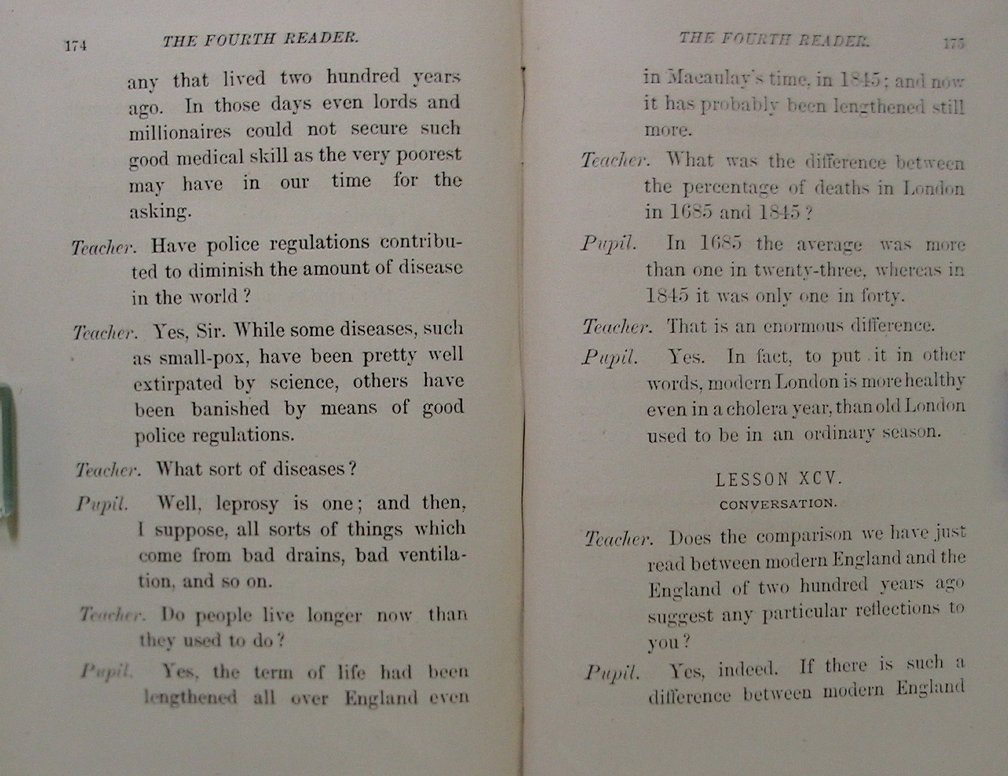 174
THE FOURTH READER.
any that lived two hundred years
ago. In those days even lords and
millionaires could not secure such
good medical skill as the very poorest
may have in our time for the
asking.
Teacher. Have police regulations contribu-
ted to diminish the amount of disease
in the world ?
Teacher. Yes, Sir. While some diseases, such
as small-pox, have been pretty well
extirpated by science, others have
been banished by means of good
police regulations.
Teacher. What sort of diseases ?
Pupil. Well, leprosy is one ; and then,
I suppose, all sorts of things which
come from bad drains, bad ventila-
tion, and so on.
Teacher. Do people live longer now than
they used to do ?
Pupil. Yes, the term of life had been
lengthened all over England even
THE FOURTH READER.
175
in Macaulay's time, in 1845 ; and now
it has probably been lengthened still
more.
Teacher. What was the difference between
the percentage of deaths in London
in 1685 and 1845 ?
Pupil. In 1685 the average was more
than one in twenty-three, whereas in
1845 it was only one in forty.
Teacher. That is an enormous difference.
Pupil. Yes. In fact, to put it in other
words, modern London is more healthy
even in a cholera year, than old London
used to be in an ordinary season.
LESSON XCV.
CONVERSATION.
Teacher. Does the comparison we have just
read between modern England and the
England of two hundred years ago
suggest any particular reflections to
you ?
Pupil. Yes, indeed. If there is such a
difference between modern England